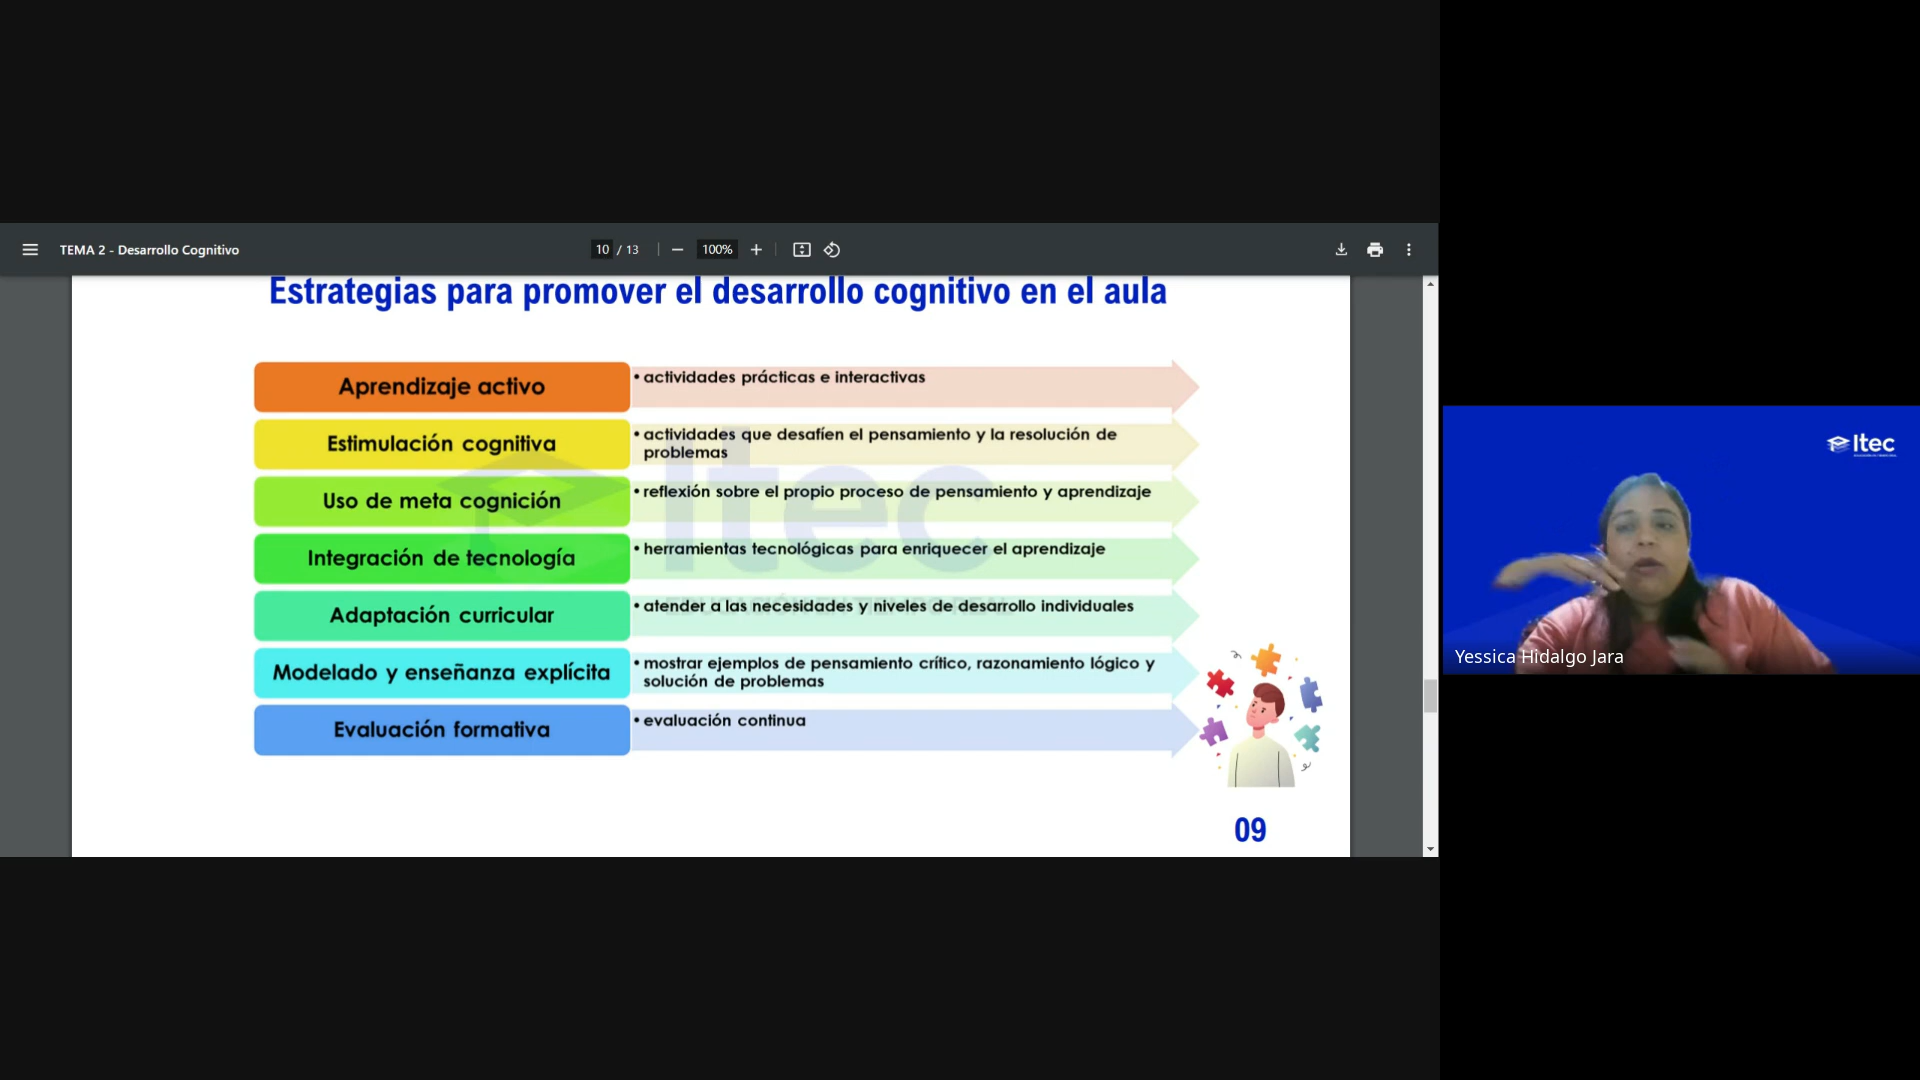 TEMA 2 - Desarrollo Cognitivo
10 / 13
100%
Estrategias para promover el desarrollo cognitivo en el aula
Aprendizaje activo
• actividades prácticas e interactivas
Estimulación cognitiva
• actividades que desafíen el pensamiento y la resolución de
problemas
Uso de meta cognición
• reflexión sobre el propio proceso de pensamiento y aprendizaje
Integración de tecnología
• herramientas tecnológicas para enriquecer el aprendizaje
Adaptación curricular
• atender a las necesidades y niveles de desarrollo individuales
Modelado y enseñanza explícita
• mostrar ejemplos de pensamiento crítico, razonamiento lógico y
solución de problemas
Evaluación formativa
• evaluación continua
Itec
09
Itec
Yessica Hidalgo Jara